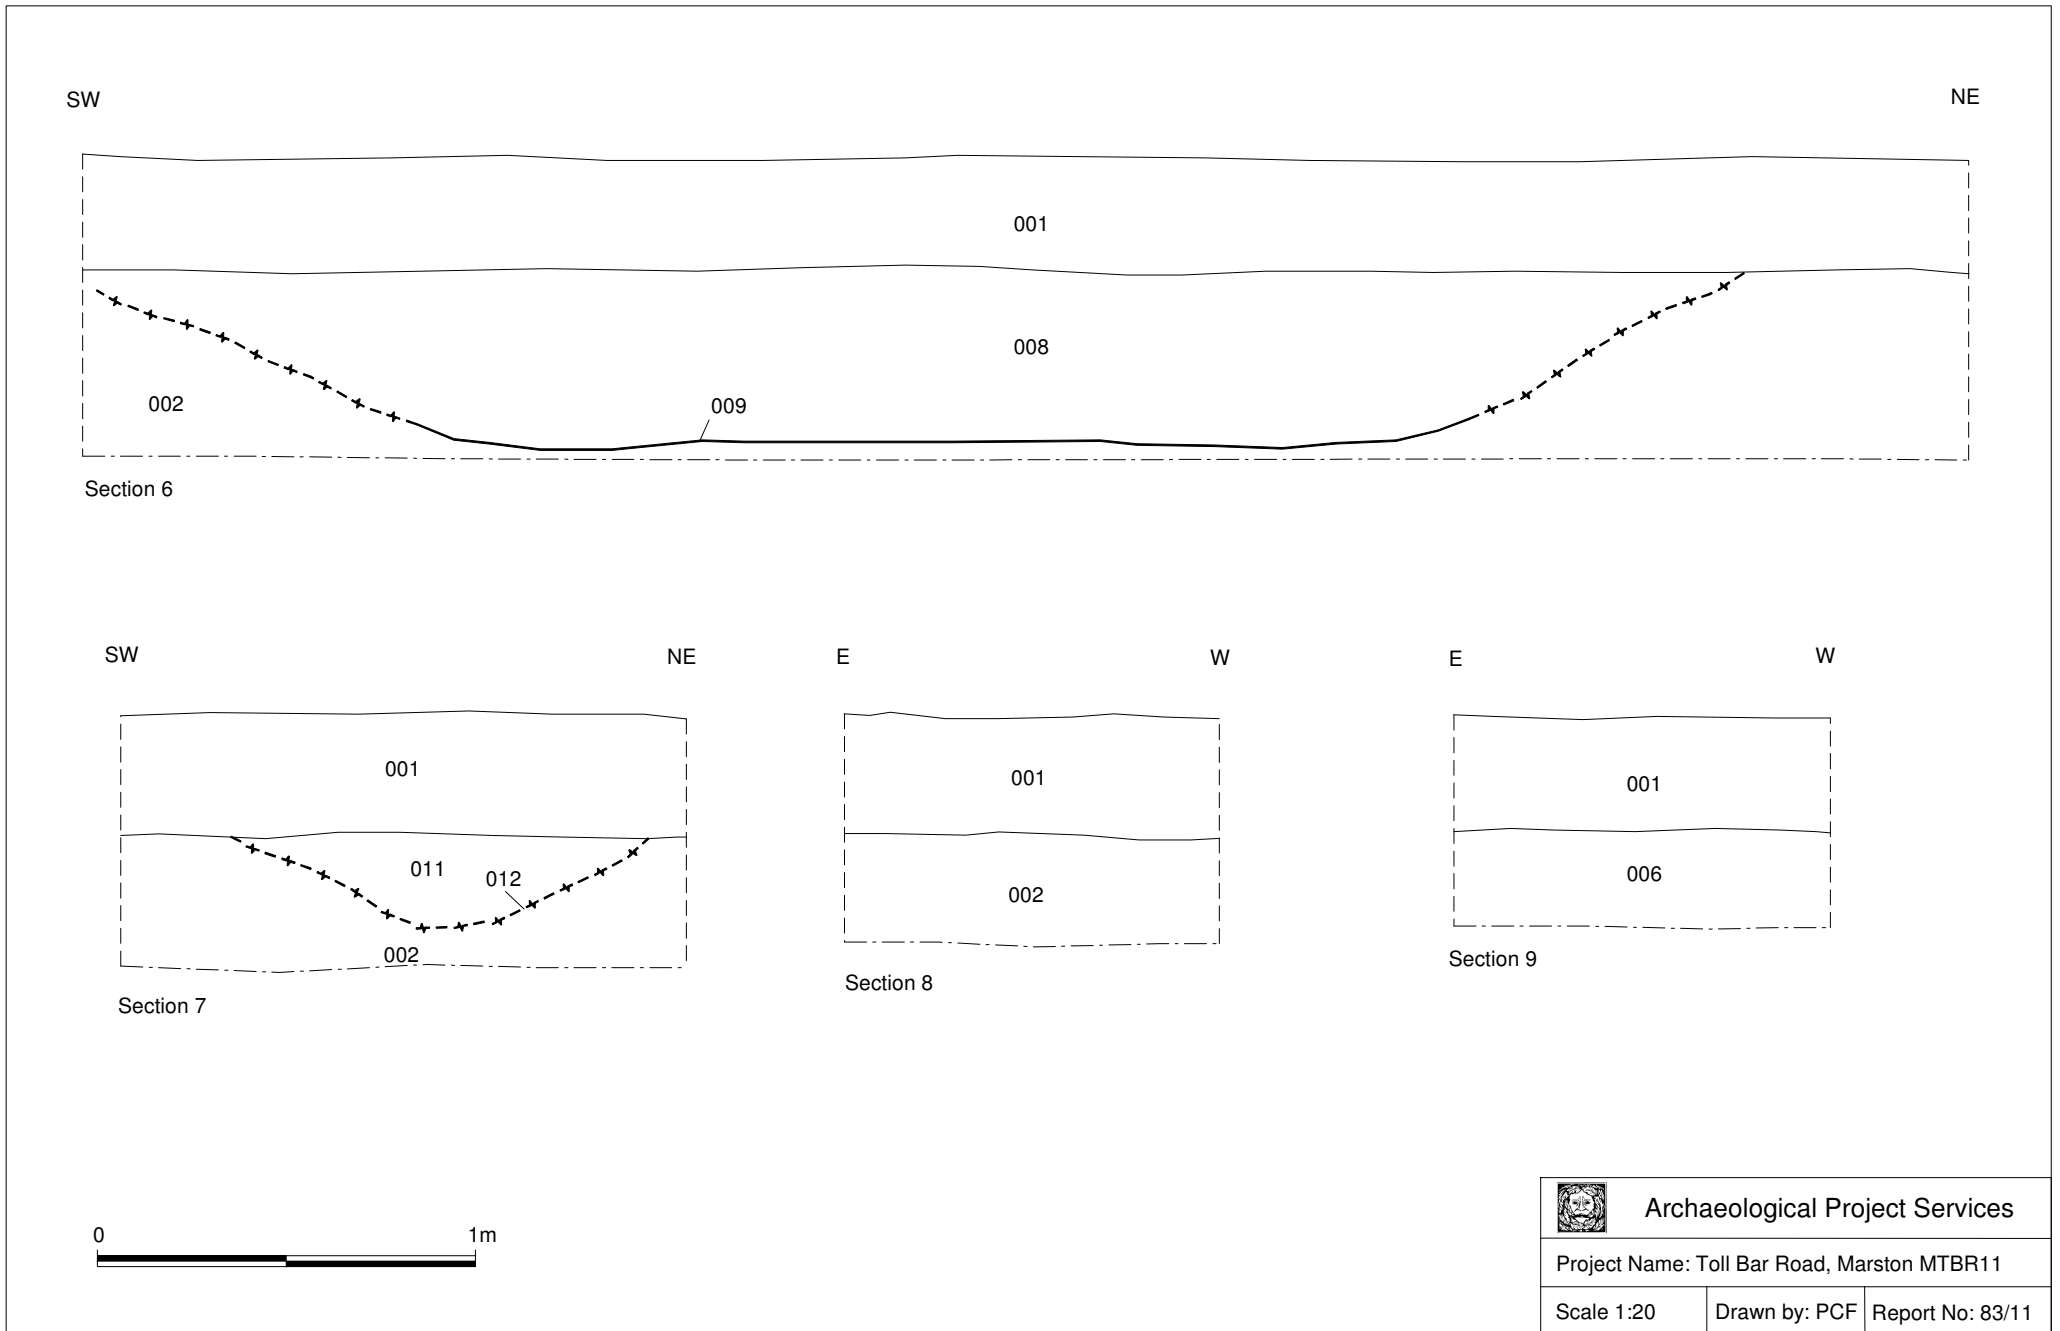 SW NE
001
008
002
009
Section 6
SW NE E W E W
001
011
012
002
Section 7
001
002
Section 8
001
006
Section 9
0 1m
Archaeological Project Services
Project Name: Toll Bar Road, Marston MTBR11
Scale 1:20 Drawn by: PCF Report No: 83/11